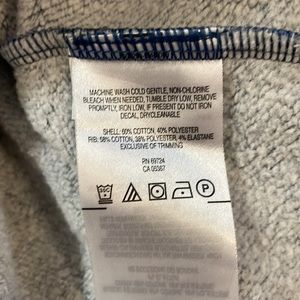 MACHINE WASH COLD GENTLE, NON-CHLORINE
BLEACH WHEN NEEDED, TUMBLE DRY LOW, REMOVE
PROMPTLY, IRON LOW, IF PRESENT DO NOT IRON
DECAL, DRYCLEANABLE
SHELL: 60% COTTON, 40% POLYESTER
RIB: 58% COTTON, 38% POLYESTER, 4% ELASTANE
EXCLUSIVE OF TRIMMING
RN 69724
CA 05367
P